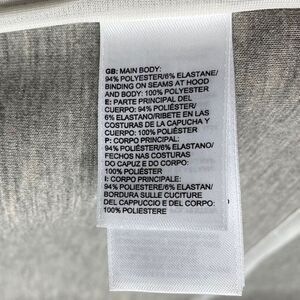 GB: MAIN BODY:
94% POLYESTER/6% ELASTANE/
BINDING ON SEAMS AT HOOD
AND BODY: 100% POLYESTER
E: PARTE PRINCIPAL DEL
CUERPO: 94% POLIÉSTER/
6% ELASTANO/RIBETE EN LAS
COSTURAS DE LA CAPUCHA Y
CUERPO: 100% POLIÉSTER
P: CORPO PRINCIPAL:
94% POLIÉSTER/6% ELASTANO/
FECHOS NAS COSTURAS
DO CAPUZ E DO CORPO:
100% POLIÉSTER
I: CORPO PRINCIPALE:
94% POLIESTERE/6% ELASTAN/
BORDURA SULLE CUCITURE
DEL CAPPUCCIO E DEL CORPO:
100% POLIESTERE